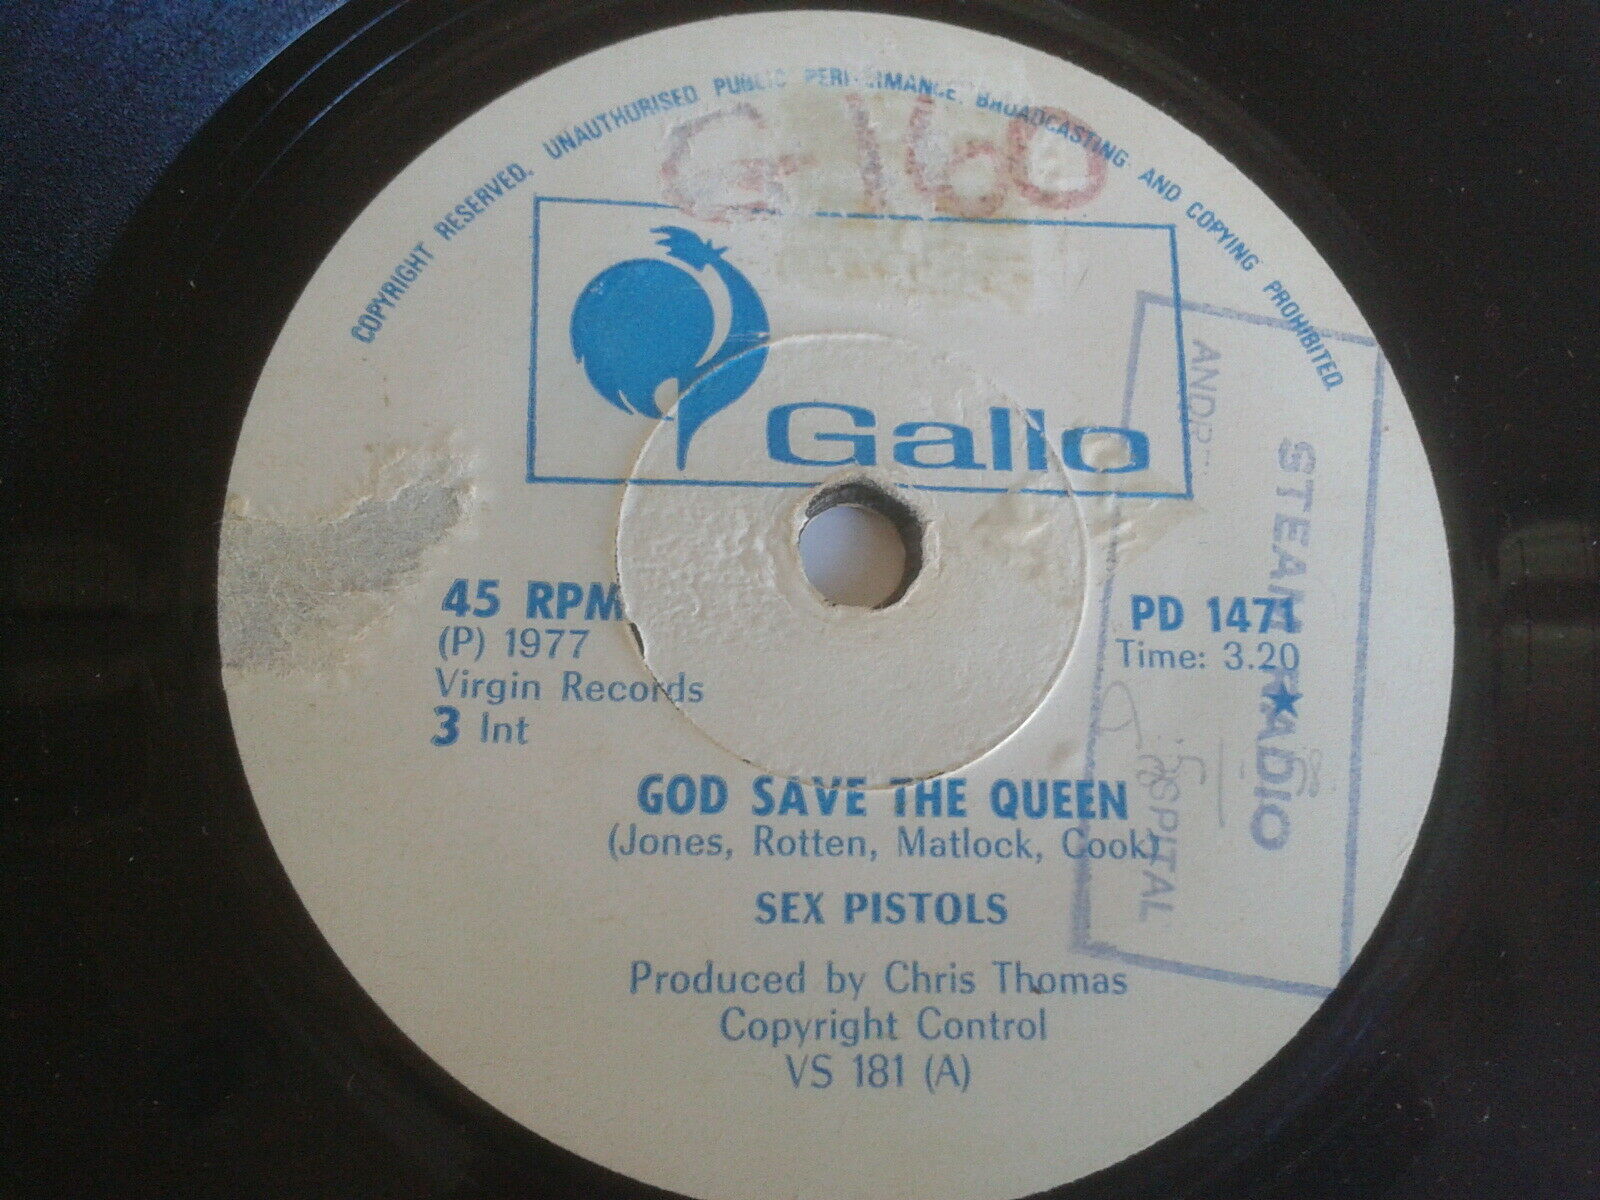 COPYRIGHT RESERVED. UNAUTHORISED PUBLIC BROADCASTING AND COPYING PROHIBITED.
G-160
Gallo
45 RPM
(P) 1977
Virgin Records
3 Int
PD 1471
Time: 3.20
GOD SAVE THE QUEEN
(Jones, Rotten, Matlock, Cook)
SEX PISTOLS
Produced by Chris Thomas
Copyright Control
VS 181 (A)
STEAM RADIO